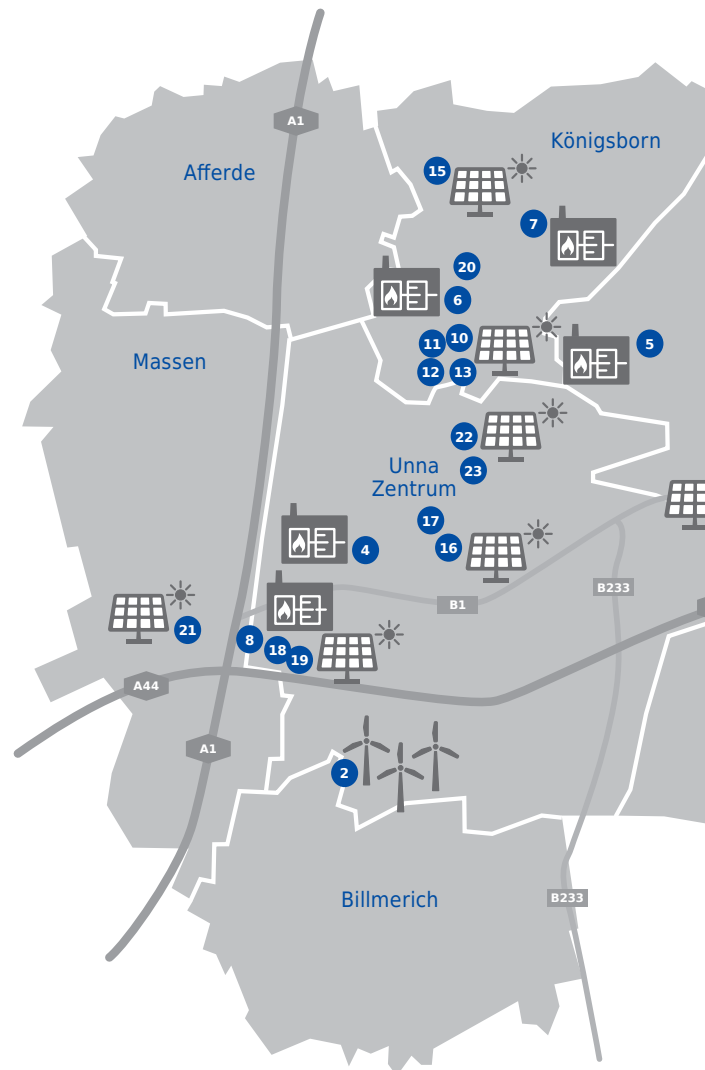 A1
Königsborn
15
Afferde
7
20
6
10
11
5
Massen
12
13
22
Unna
Zentrum
23
17
16
4
B233
B1
21
8
18
19
A44
A1
2
Billmerich
B233